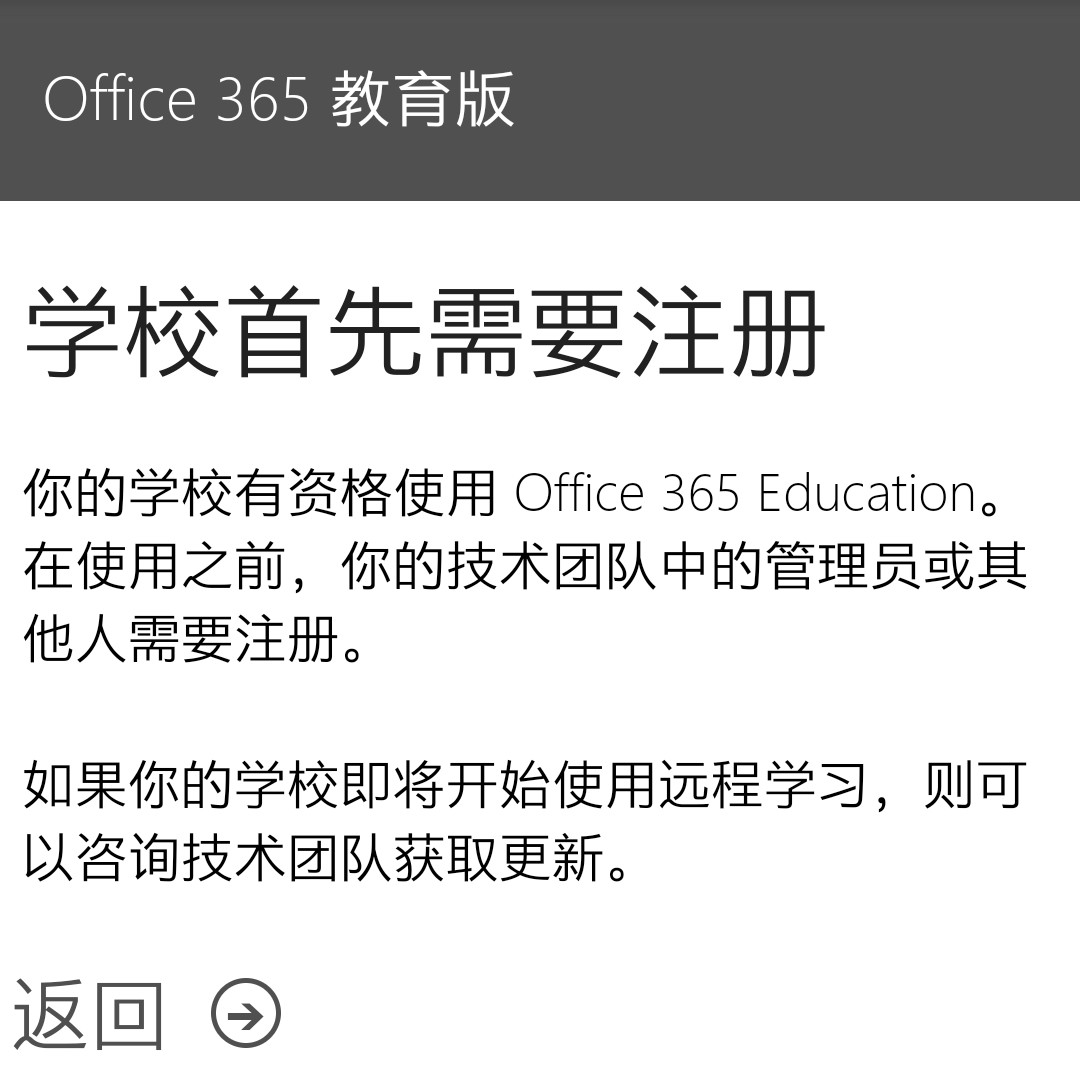 Office 365 教育版
学校首先需要注册
你的学校有资格使用 Office 365 Education。
在使用之前，你的技术团队中的管理员或其
他人需要注册。
如果你的学校即将开始使用远程学习，则可
以咨询技术团队获取更新。
返回